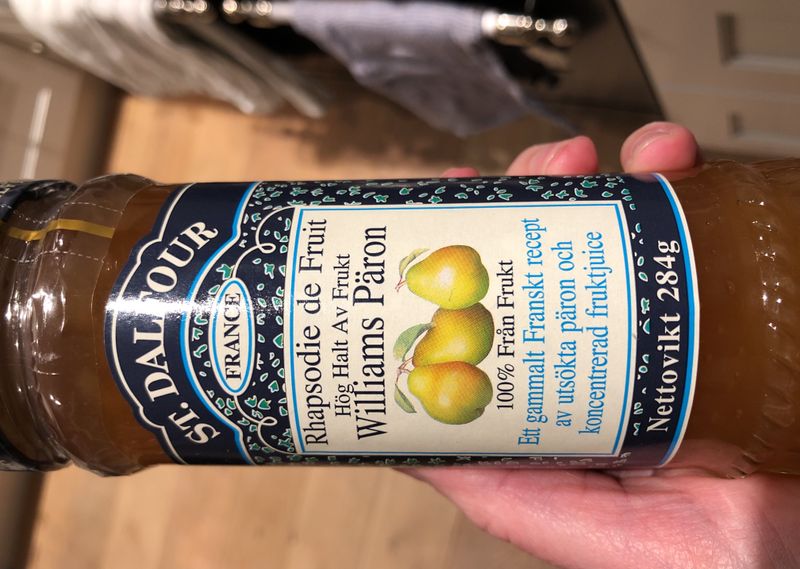 ST. DALFOUR
FRANCE
Rhapsodie de Fruit
Hög Halt Av Frukt
Williams Päron
100% Från Frukt
Ett gammalt Franskt recept
av utsökta päron och
koncentrerad fruktjuice
Nettovikt 284g